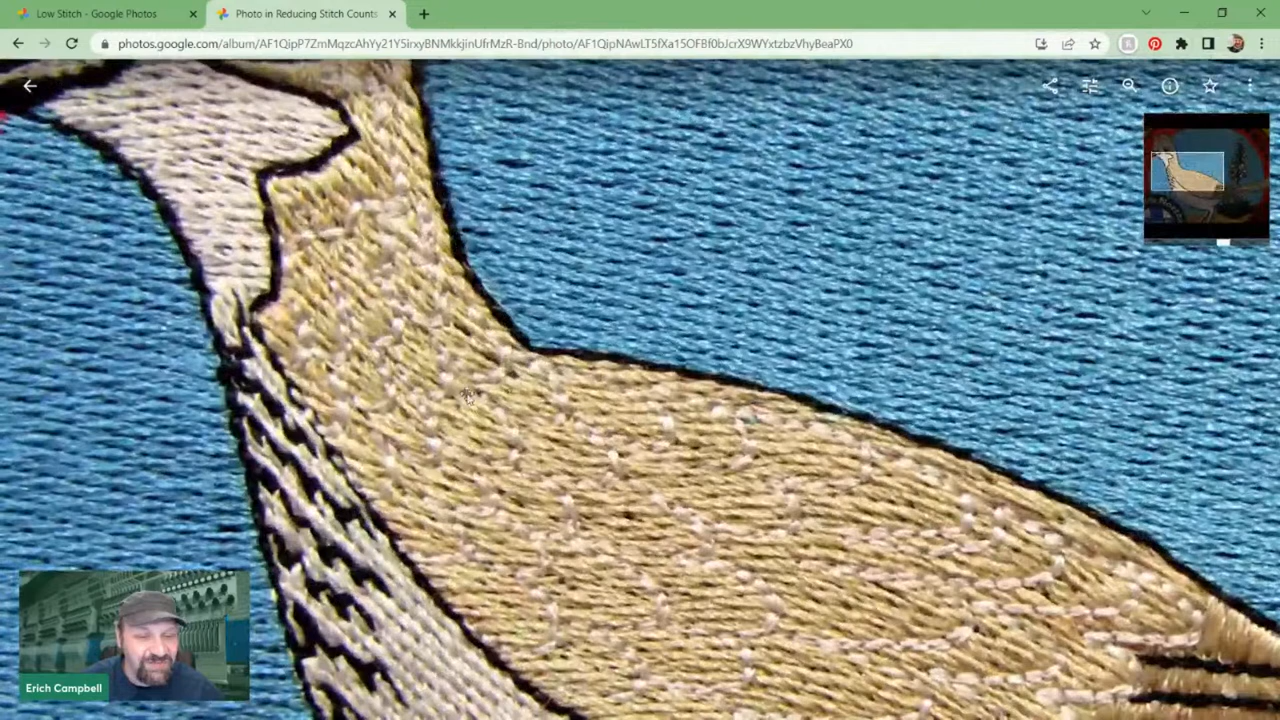 Low Stitch - Google Photos
Photo in Reducing Stitch Counts
photos.google.com/album/AF1QipP7ZmMqzcAhYy21Y5irxyBNMkkjinUfrMzR-Bnd/photo/AF1QipNAwLT5fXa15OFBf0bJcrX9WYxtzbzVhyBeaPX0
Erich Campbell